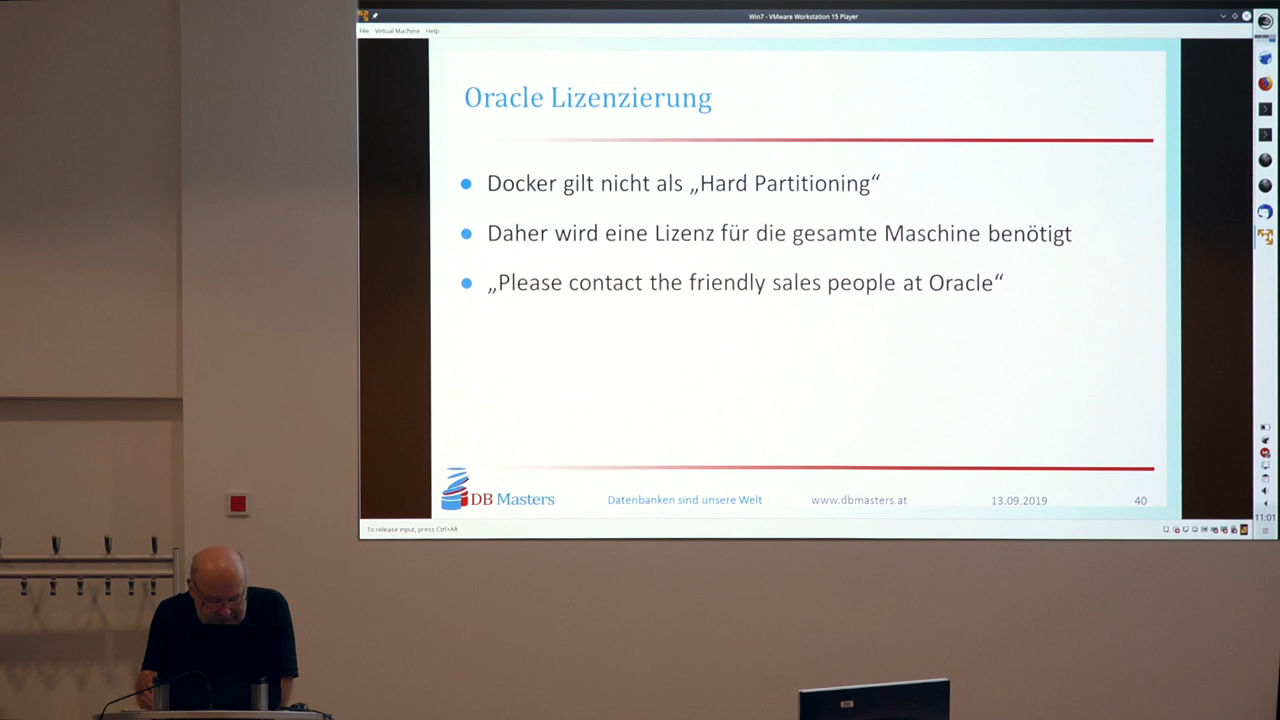 Win7 - VMware Workstation 15 Player
File Virtual Machine Help
Oracle Lizenzierung
Docker gilt nicht als „Hard Partitioning“
Daher wird eine Lizenz für die gesamte Maschine benötigt
„Please contact the friendly sales people at Oracle“
DB Masters Datenbanken sind unsere Welt www.dbmasters.at 13.09.2019 40
11:01
To release input, press Ctrl+Alt